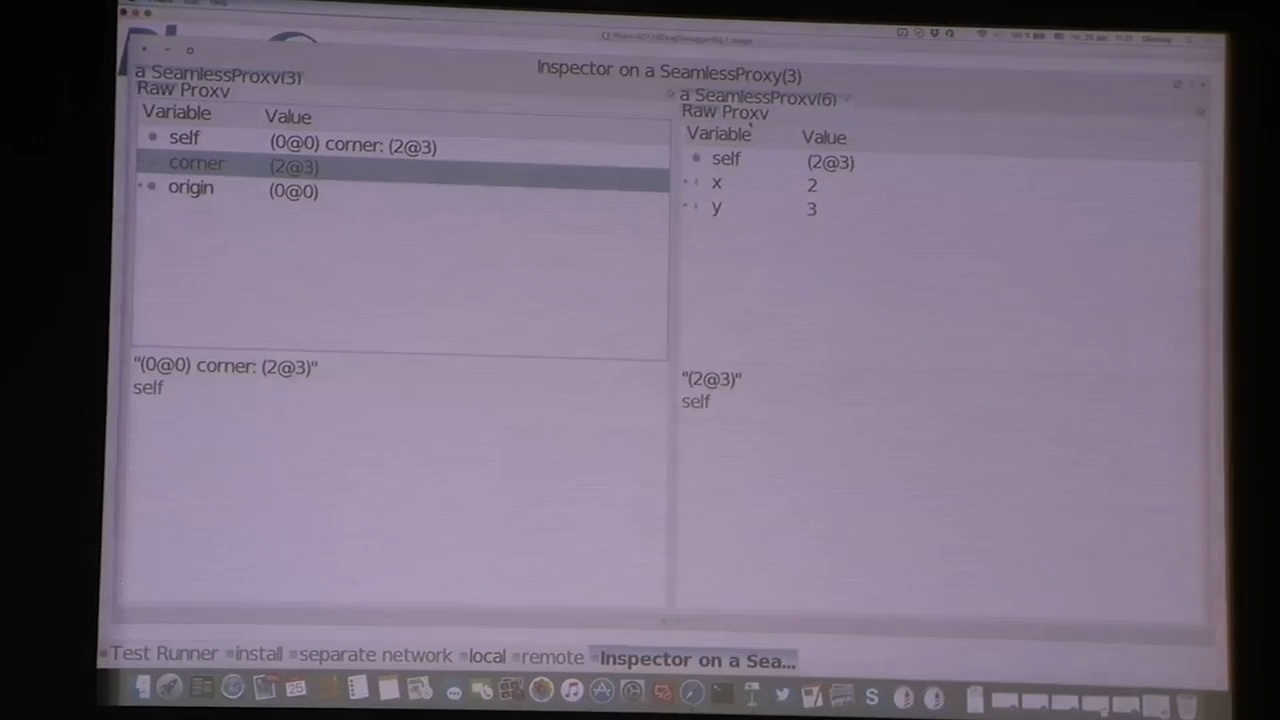 Inspector on a SeamlessProxy(3)
a SeamlessProxy(3)
Raw Proxy
Variable Value
self (0@0) corner: (2@3)
corner (2@3)
origin (0@0)
"(0@0) corner: (2@3)"
self
a SeamlessProxy(6)
Raw Proxy
Variable Value
self (2@3)
x 2
y 3
"(2@3)"
self
Test Runner install separate network local remote Inspector on a Sea...
25
S